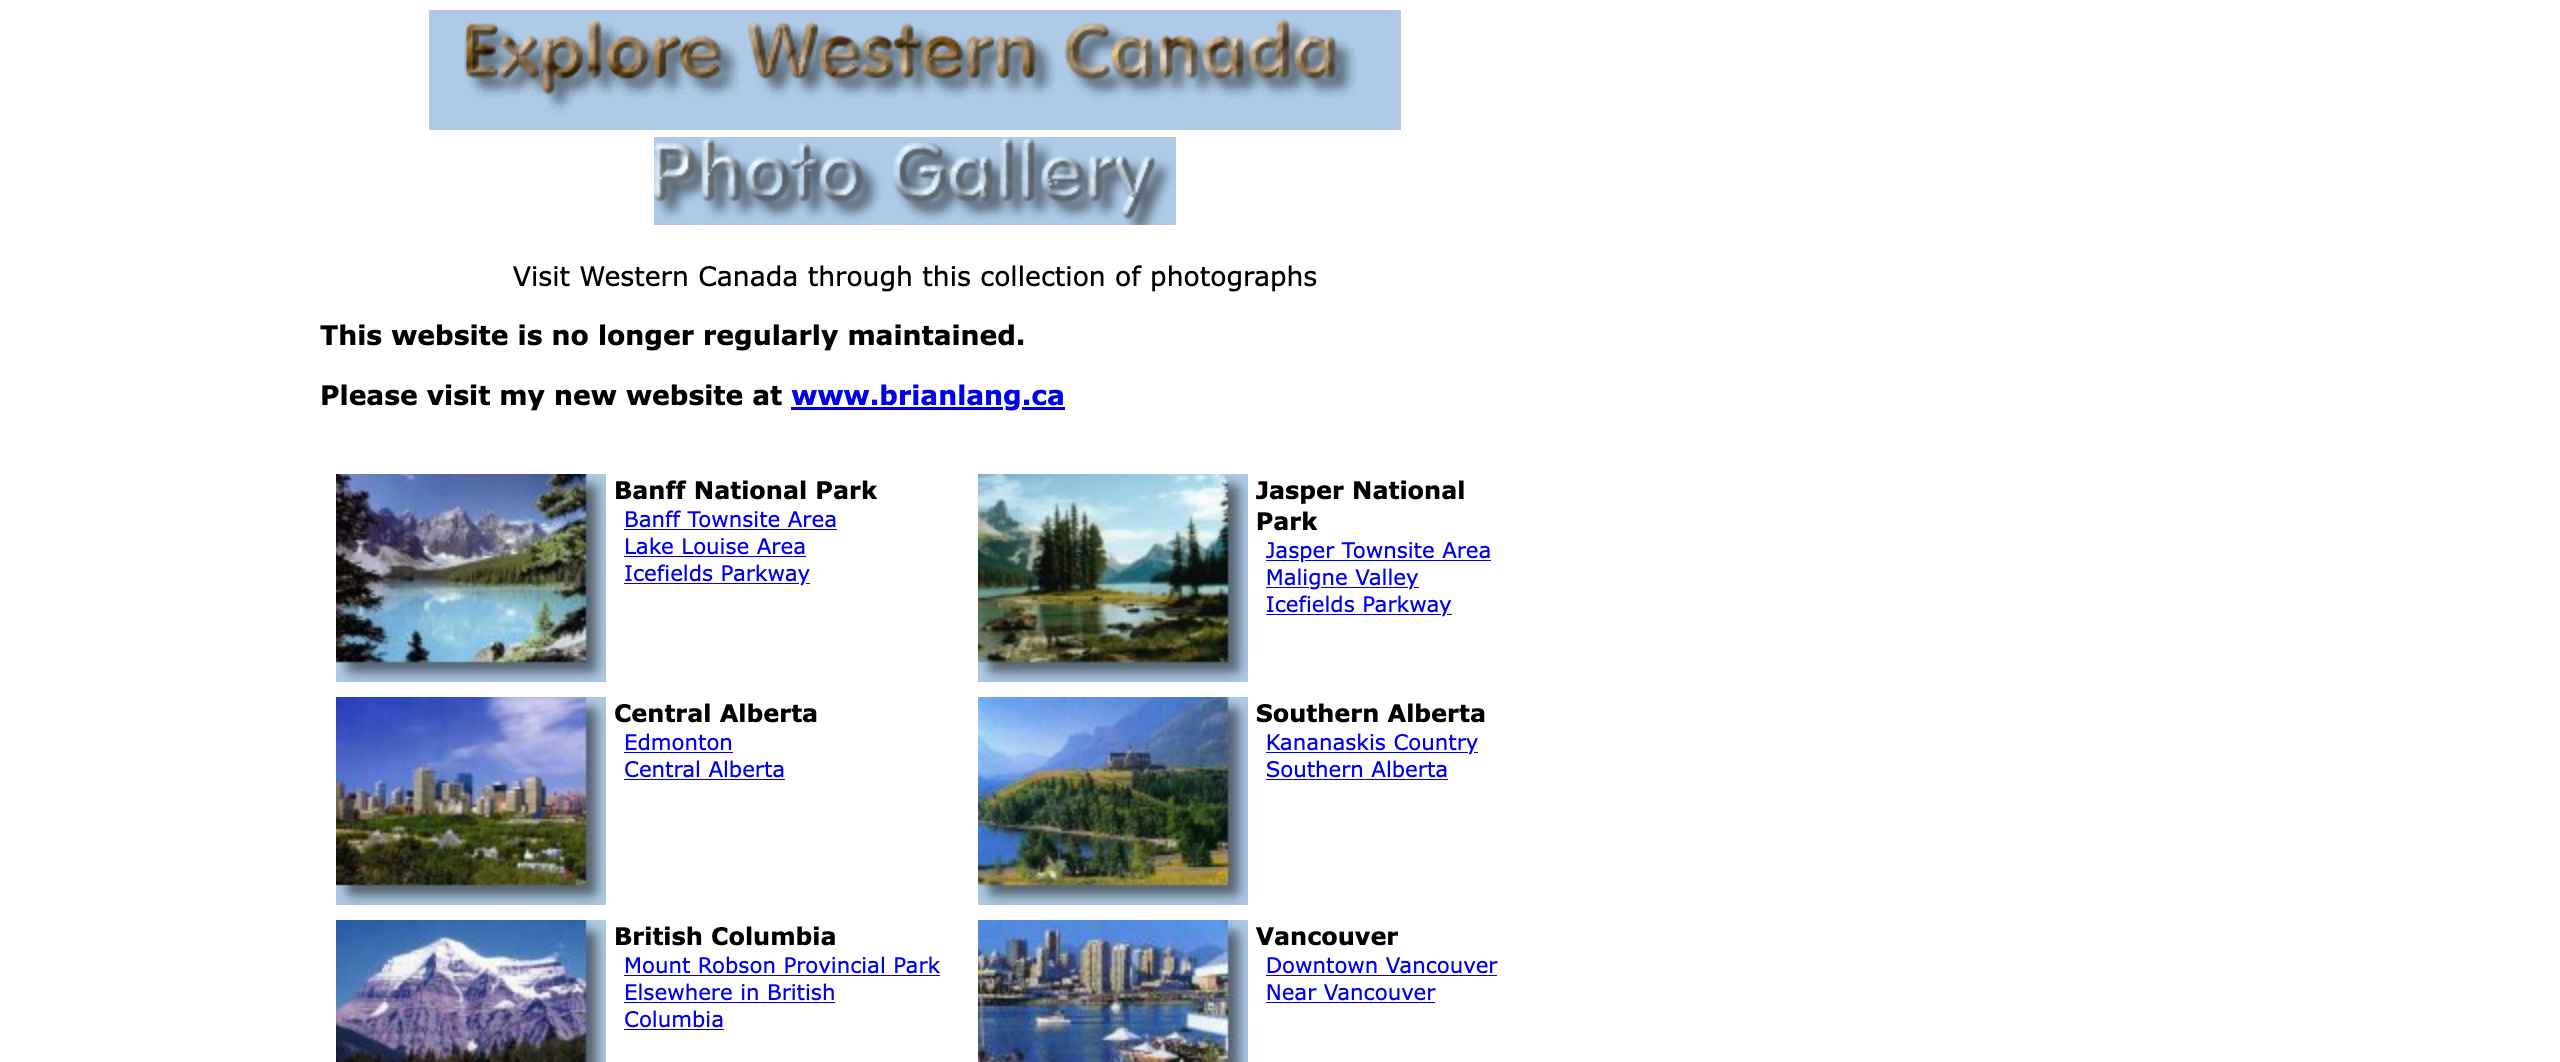 Explore Western Canada
Photo Gallery
Visit Western Canada through this collection of photographs
This website is no longer regularly maintained.
Please visit my new website at www.brianlang.ca
Banff National Park
Banff Townsite Area
Lake Louise Area
Icefields Parkway
Jasper National
Park
Jasper Townsite Area
Maligne Valley
Icefields Parkway
Central Alberta
Edmonton
Central Alberta
Southern Alberta
Kananaskis Country
Southern Alberta
British Columbia
Mount Robson Provincial Park
Elsewhere in British
Columbia
Vancouver
Downtown Vancouver
Near Vancouver